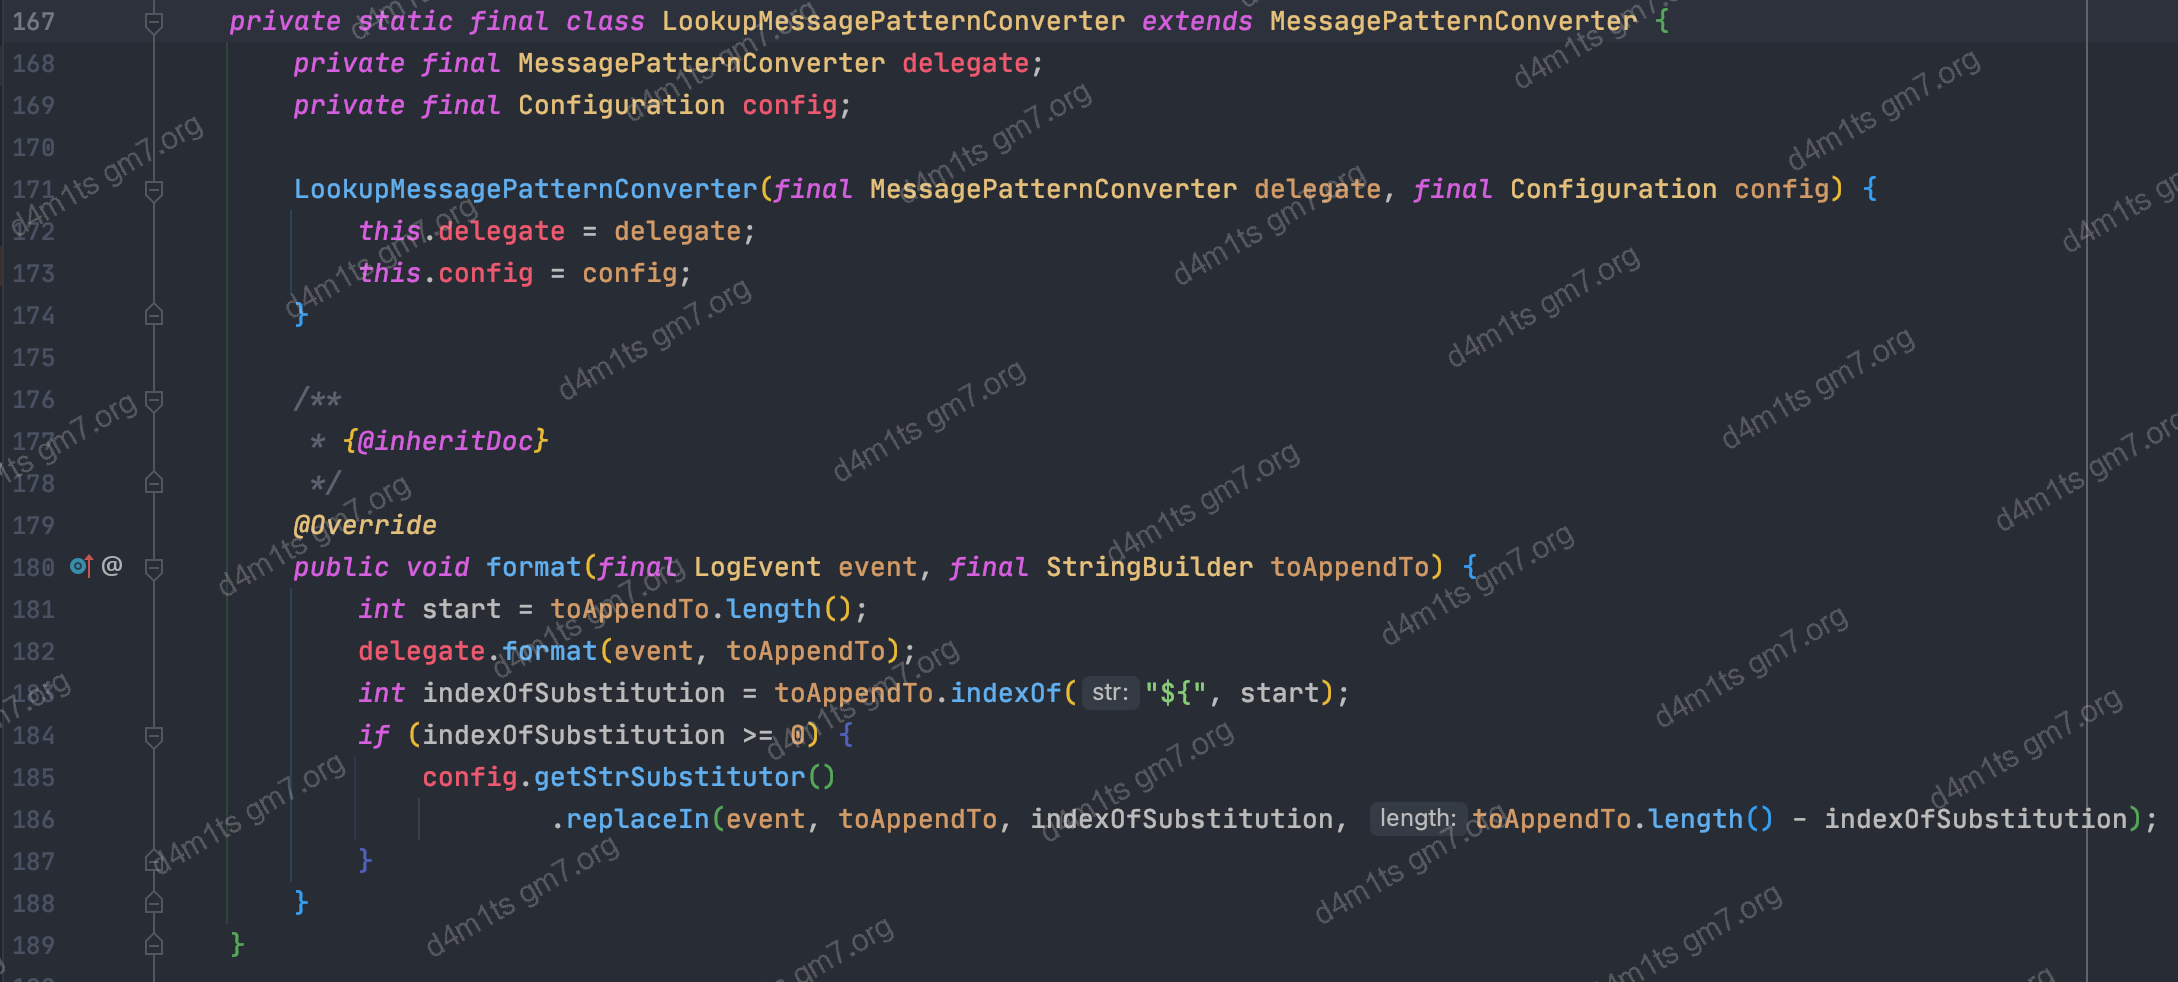 167 private static final class LookupMessagePatternConverter extends MessagePatternConverter {
168 private final MessagePatternConverter delegate;
169 private final Configuration config;
170
171 LookupMessagePatternConverter(final MessagePatternConverter delegate, final Configuration config) {
172 this.delegate = delegate;
173 this.config = config;
174 }
175
176 /**
177 * {@inheritDoc}
178 */
179 @Override
180 @ public void format(final LogEvent event, final StringBuilder toAppendTo) {
181 int start = toAppendTo.length();
182 delegate.format(event, toAppendTo);
183 int indexOfSubstitution = toAppendTo.indexOf( str: "${", start);
184 if (indexOfSubstitution >= 0) {
185 config.getStrSubstitutor()
186 .replaceIn(event, toAppendTo, indexOfSubstitution, length: toAppendTo.length() - indexOfSubstitution);
187 }
188 }
189 }
d4m1ts gm7.org